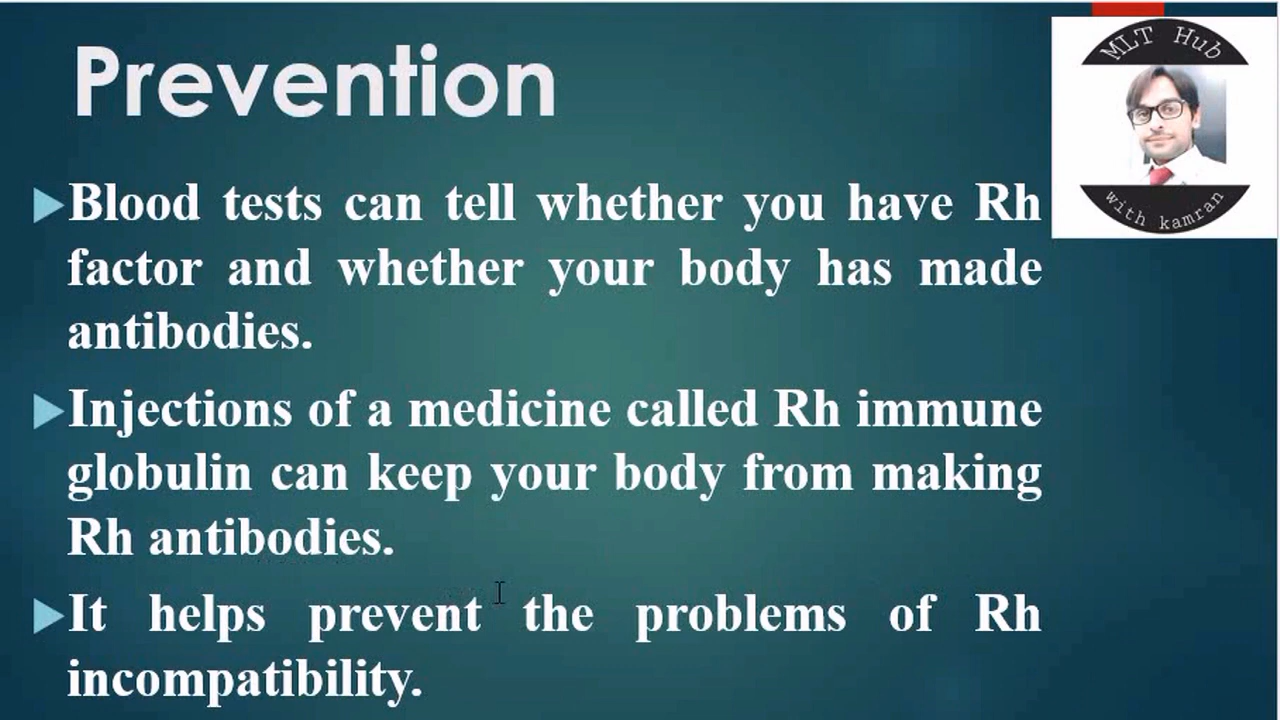 Prevention
MLT Hub
with kamran
Blood tests can tell whether you have Rh
factor and whether your body has made
antibodies.
Injections of a medicine called Rh immune
globulin can keep your body from making
Rh antibodies.
It helps prevent the problems of Rh
incompatibility.